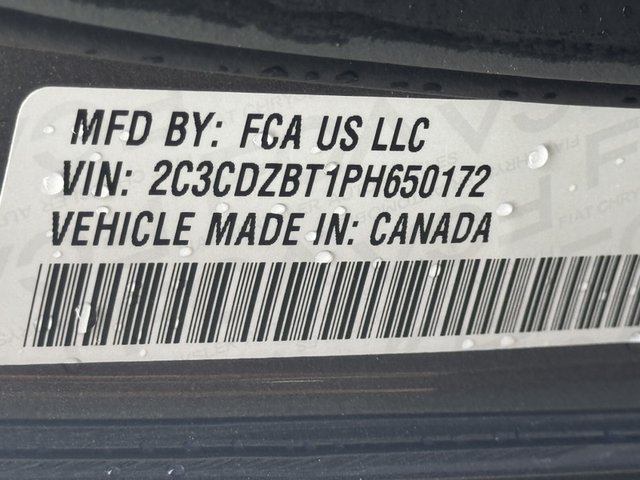 MFD BY: FCA US LLC
VIN: 2C3CDZBT1PH650172
VEHICLE MADE IN: CANADA